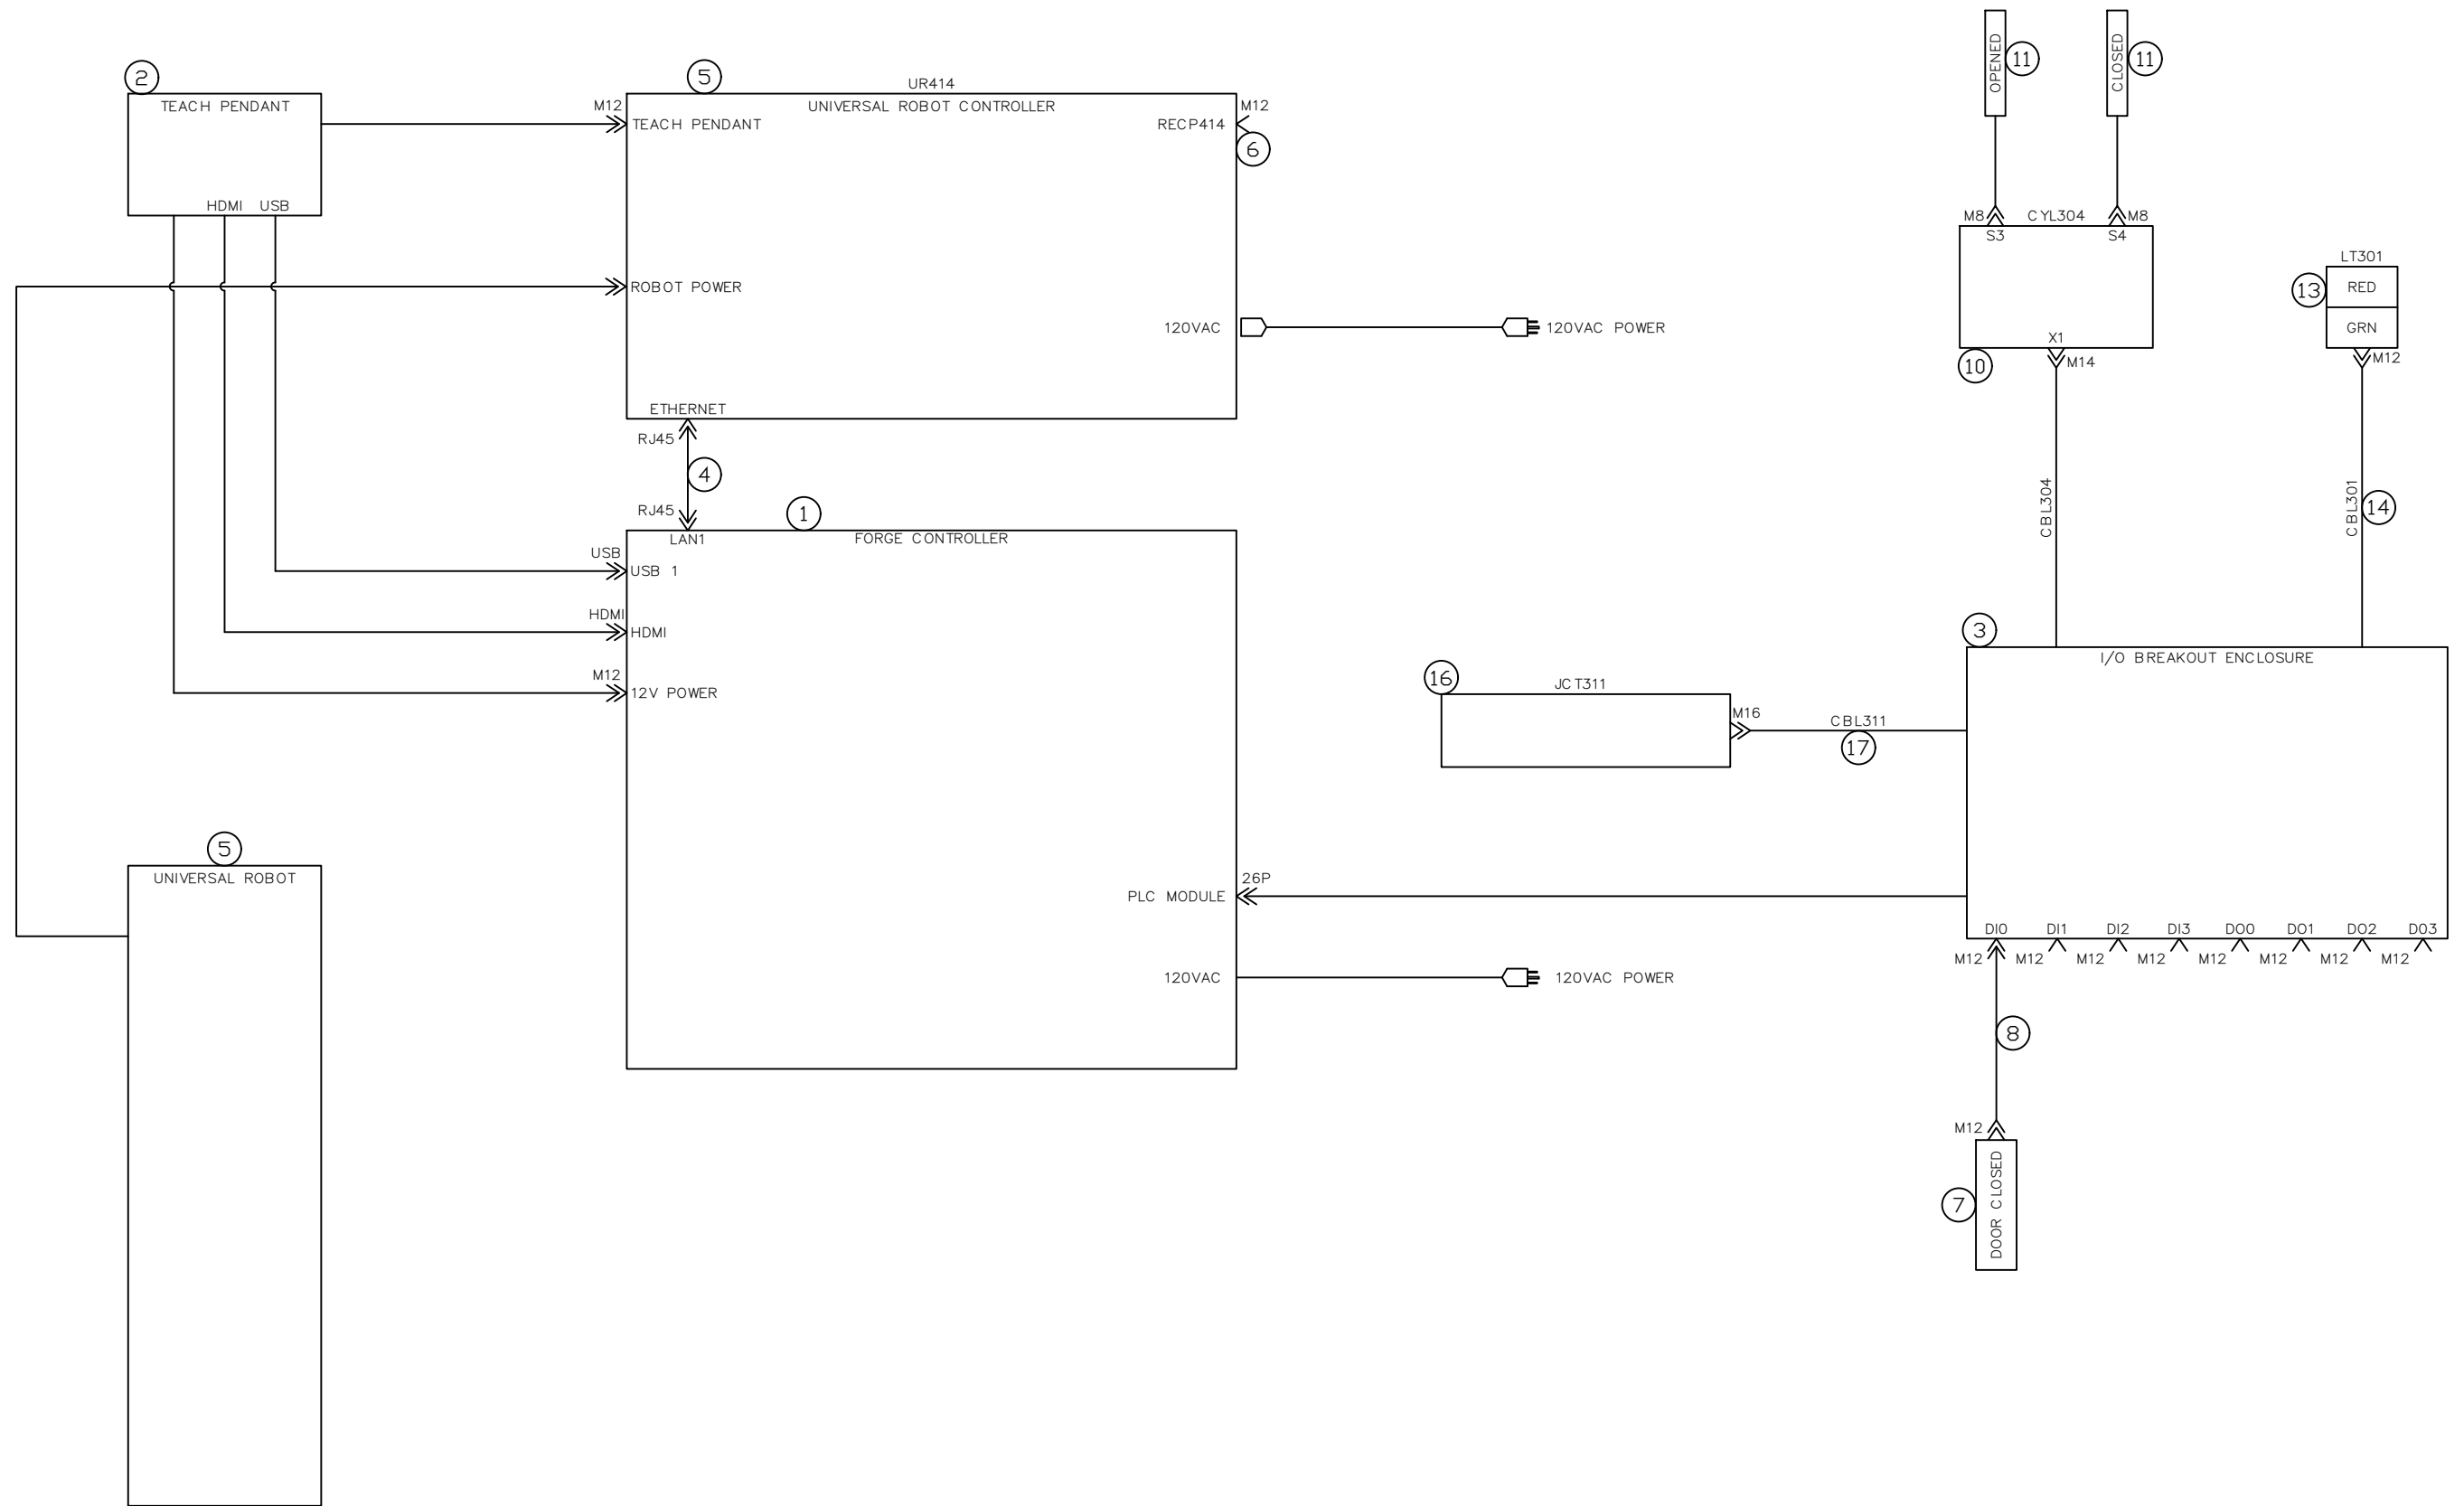 OPENED
11
CLOSED
11
2
TEACH PENDANT
HDMI USB
5
UR414
UNIVERSAL ROBOT CONTROLLER
M12
TEACH PENDANT
M12
RECP414
6
ROBOT POWER
120VAC
120VAC POWER
ETHERNET
RJ45
4
RJ45
LAN1
1
FORGE CONTROLLER
USB
USB 1
HDMI
HDMI
M12
12V POWER
26P
PLC MODULE
120VAC
120VAC POWER
5
UNIVERSAL ROBOT
M8
CYL304
M8
S3
S4
X1
10
M14
CBL304
LT301
13
RED
GRN
M12
CBL301
14
3
I/O BREAKOUT ENCLOSURE
16
JCT311
M16
CBL311
17
DI0 DI1 DI2 DI3 DO0 DO1 DO2 D03
M12 M12 M12 M12 M12 M12 M12 M12
8
M12
7
DOOR CLOSED